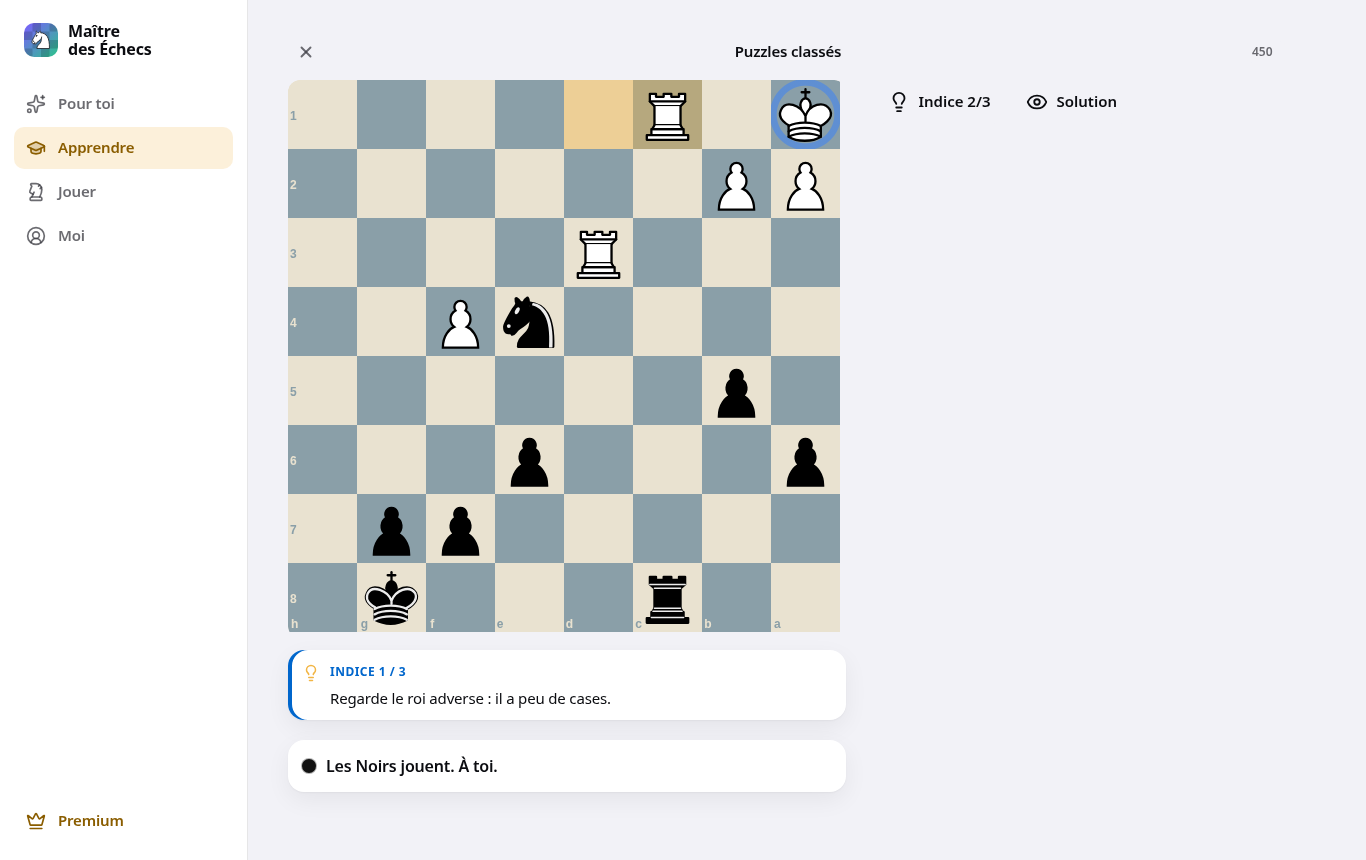 Maître
des Échecs
Pour toi
Apprendre
Jouer
Moi
Premium
Puzzles classés
450
Indice 2/3
Solution
1
2
3
4
5
6
7
8
h g f e d c b a
INDICE 1 / 3
Regarde le roi adverse : il a peu de cases.
Les Noirs jouent. À toi.